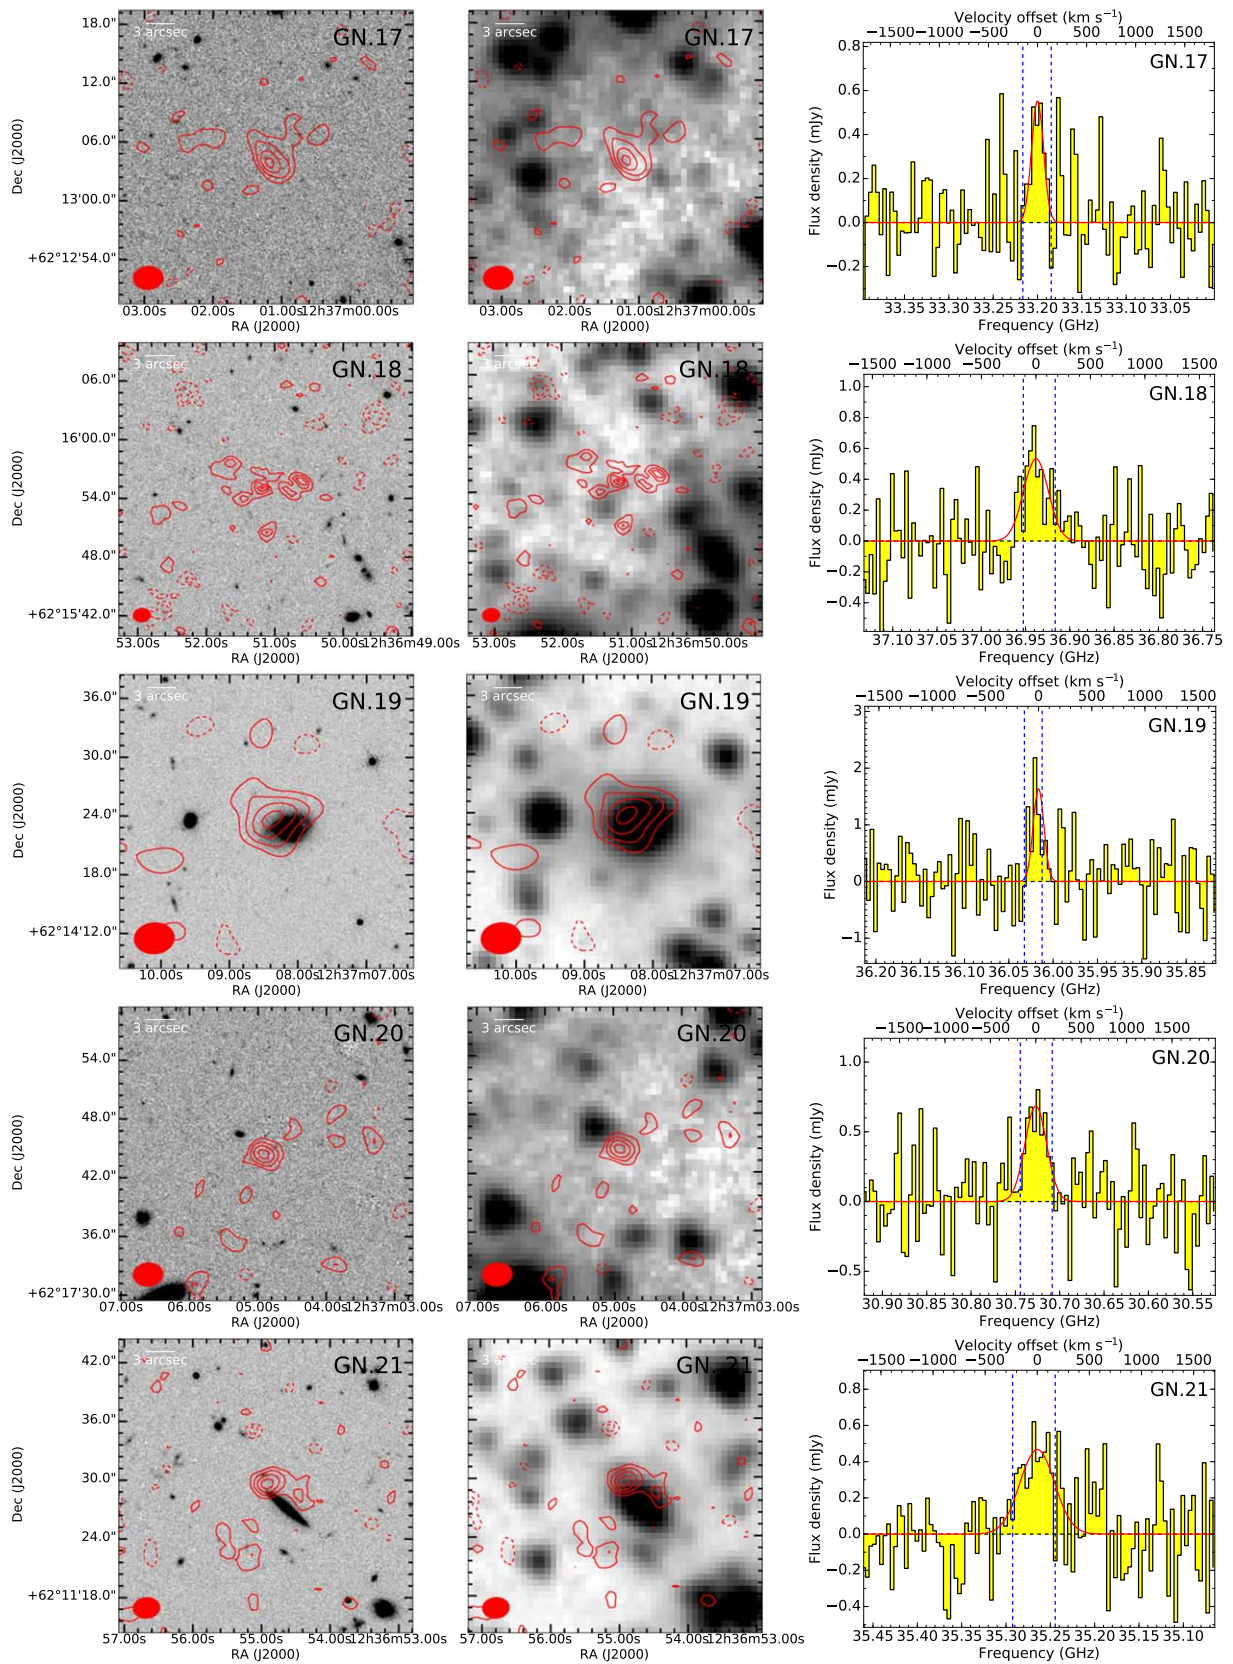 3 arcsec GN.17
18.0"
12.0"
06.0"
13'00.0"
+62°12'54.0"
Dec (J2000)
03.00s 02.00s 01.00s 12h37m00.00s
RA (J2000)
3 arcsec GN.17
03.00s 02.00s 01.00s 12h37m00.00s
RA (J2000)
Velocity offset (km s⁻¹)
−1500 −1000 −500 0 500 1000 1500
GN.17
0.8
0.6
0.4
0.2
0.0
−0.2
Flux density (mJy)
33.35 33.30 33.25 33.20 33.15 33.10 33.05
Frequency (GHz)
3 arcsec GN.18
06.0"
16'00.0"
54.0"
48.0"
+62°15'42.0"
Dec (J2000)
53.00s 52.00s 51.00s 50.00s 12h36m49.00s
RA (J2000)
3 arcsec GN.18
53.00s 52.00s 51.00s 12h36m50.00s
RA (J2000)
Velocity offset (km s⁻¹)
−1500 −1000 −500 0 500 1000 1500
GN.18
1.0
0.8
0.6
0.4
0.2
0.0
−0.2
−0.4
Flux density (mJy)
37.10 37.05 37.00 36.95 36.90 36.85 36.80 36.75
Frequency (GHz)
3 arcsec GN.19
36.0"
30.0"
24.0"
18.0"
+62°14'12.0"
Dec (J2000)
10.00s 09.00s 08.00s 12h37m07.00s
RA (J2000)
3 arcsec GN.19
10.00s 09.00s 08.00s 12h37m07.00s
RA (J2000)
Velocity offset (km s⁻¹)
−1500 −1000 −500 0 500 1000 1500
GN.19
3
2
1
0
−1
Flux density (mJy)
36.20 36.15 36.10 36.05 36.00 35.95 35.90 35.85
Frequency (GHz)
3 arcsec GN.20
54.0"
48.0"
42.0"
36.0"
+62°17'30.0"
Dec (J2000)
07.00s 06.00s 05.00s 04.00s 12h37m03.00s
RA (J2000)
3 arcsec GN.20
07.00s 06.00s 05.00s 04.00s 12h37m03.00s
RA (J2000)
Velocity offset (km s⁻¹)
−1500 −1000 −500 0 500 1000 1500
GN.20
1.0
0.5
0.0
−0.5
Flux density (mJy)
30.90 30.85 30.80 30.75 30.70 30.65 30.60 30.55
Frequency (GHz)
3 arcsec GN.21
42.0"
36.0"
30.0"
24.0"
+62°11'18.0"
Dec (J2000)
57.00s 56.00s 55.00s 54.00s 12h36m53.00s
RA (J2000)
3 arcsec GN.21
57.00s 56.00s 55.00s 54.00s 12h36m53.00s
RA (J2000)
Velocity offset (km s⁻¹)
−1500 −1000 −500 0 500 1000 1500
GN.21
0.8
0.6
0.4
0.2
0.0
−0.2
−0.4
Flux density (mJy)
35.45 35.40 35.35 35.30 35.25 35.20 35.15 35.10
Frequency (GHz)